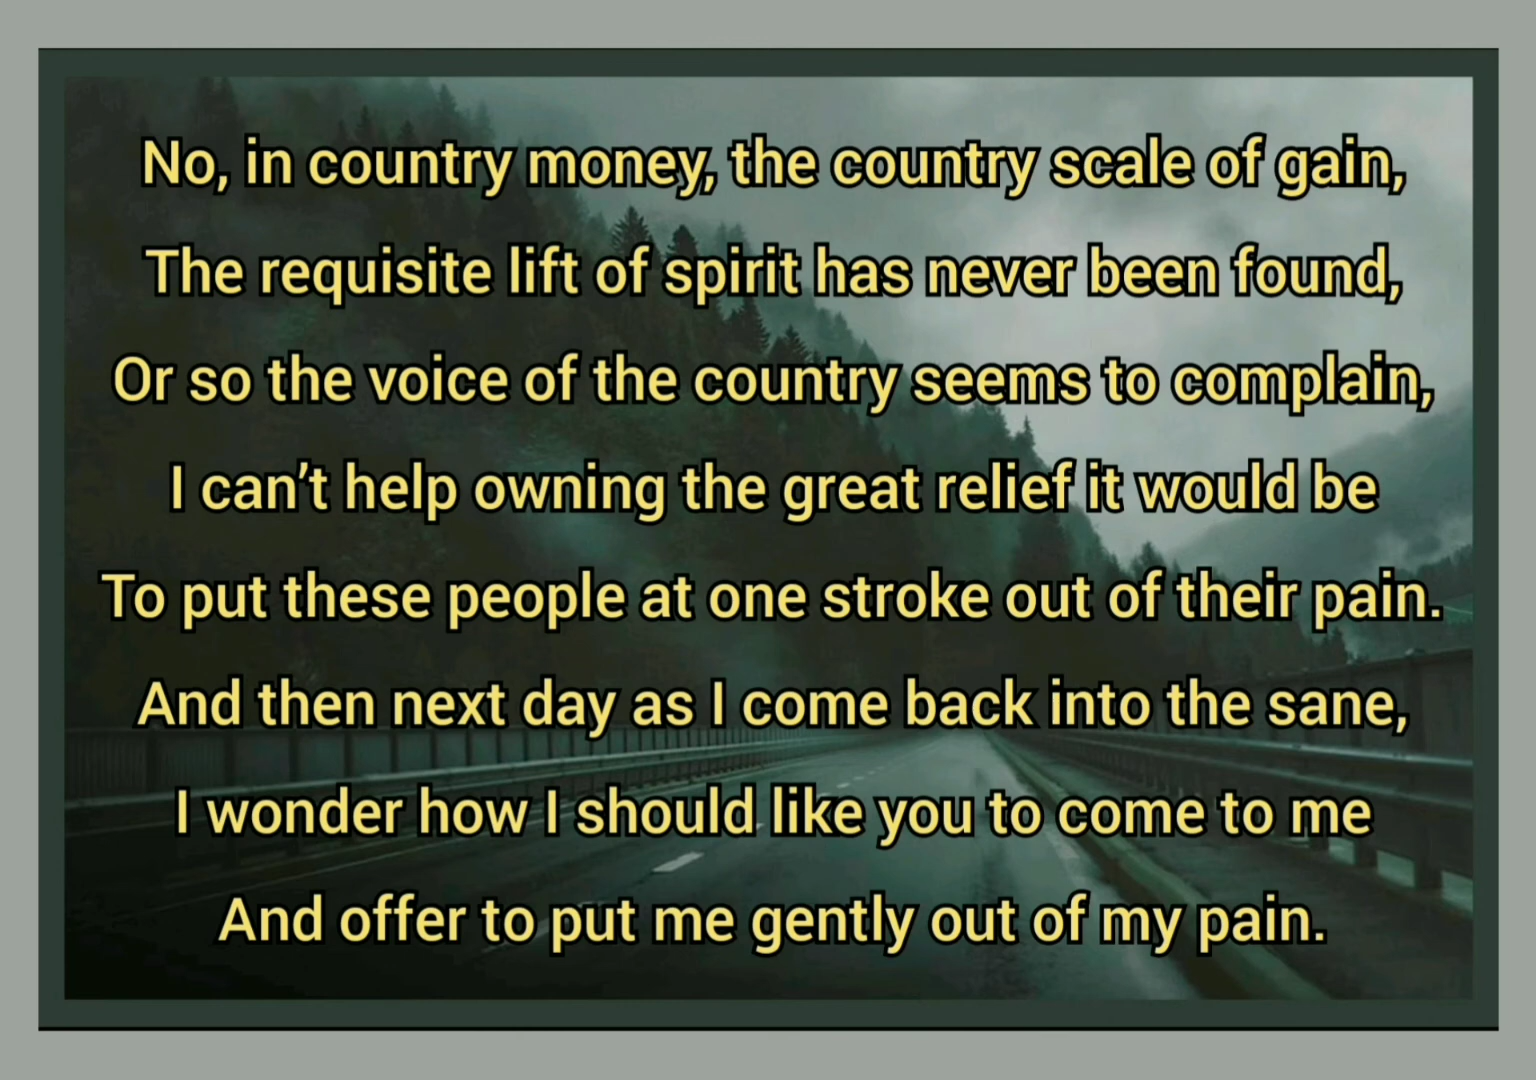 No, in country money, the country scale of gain,
The requisite lift of spirit has never been found,
Or so the voice of the country seems to complain,
I can’t help owning the great relief it would be
To put these people at one stroke out of their pain.
And then next day as I come back into the sane,
I wonder how I should like you to come to me
And offer to put me gently out of my pain.